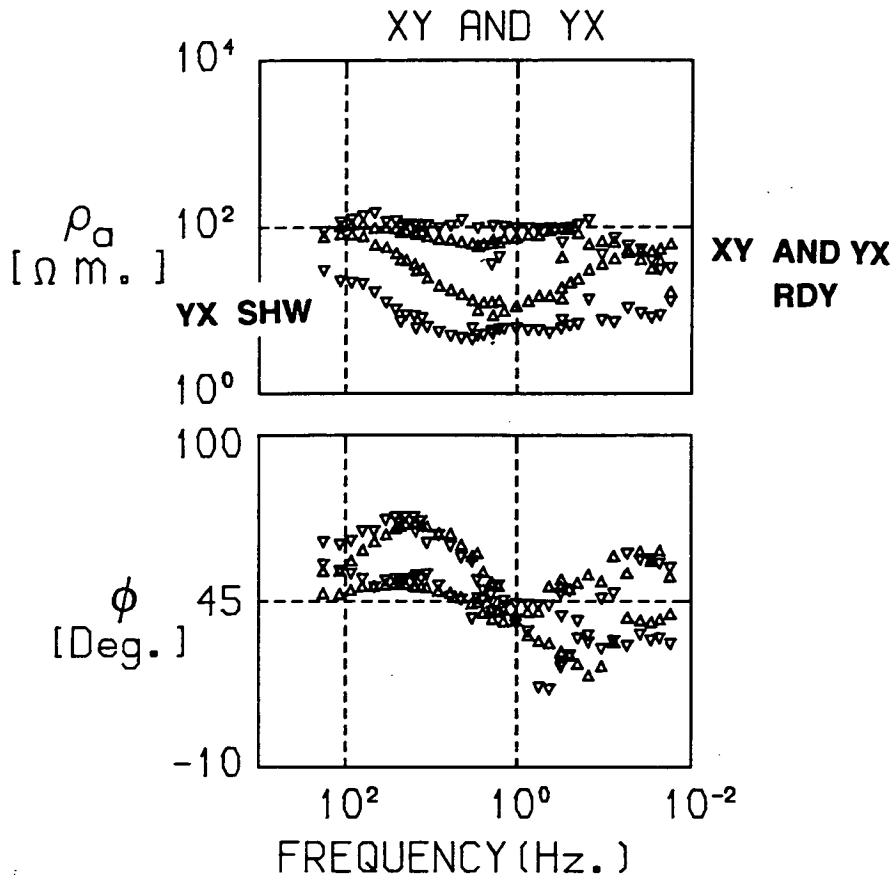 XY AND YX
10⁴
10²
10⁰
ρa
[Ω m.]
YX SHW
XY AND YX
RDY
100
45
-10
φ
[Deg.]
10² 10⁰ 10⁻²
FREQUENCY(Hz.)